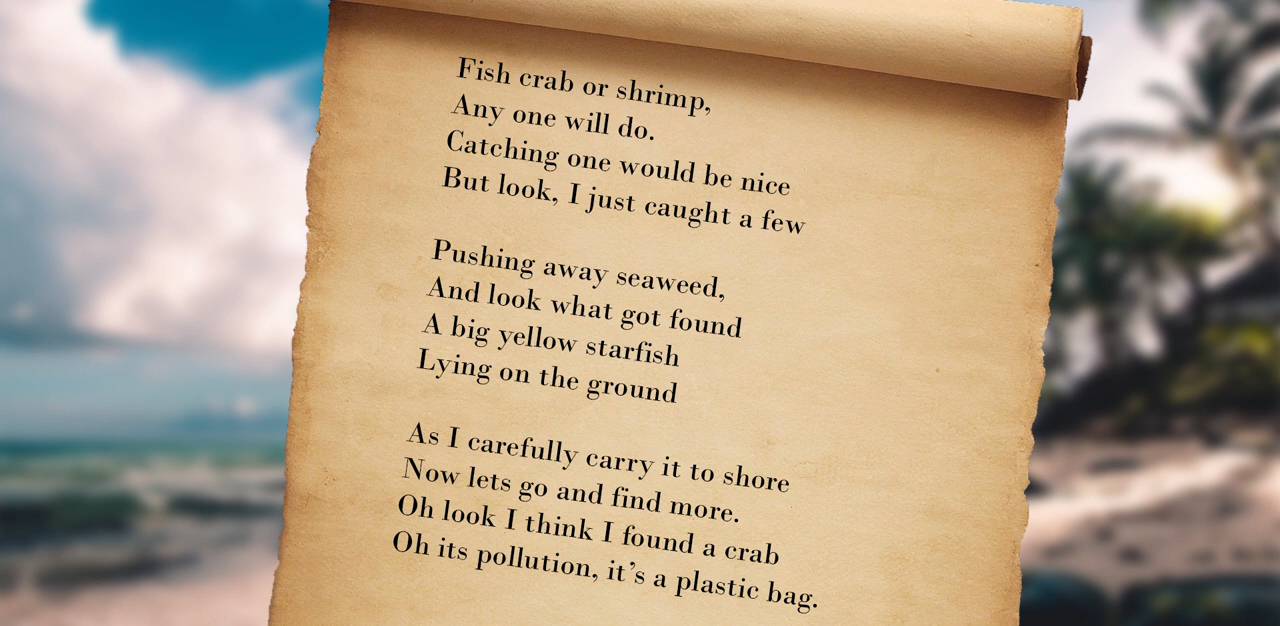 Fish crab or shrimp,
Any one will do.
Catching one would be nice
But look, I just caught a few
Pushing away seaweed,
And look what got found
A big yellow starfish
Lying on the ground
As I carefully carry it to shore
Now lets go and find more.
Oh look I think I found a crab
Oh its pollution, it's a plastic bag.